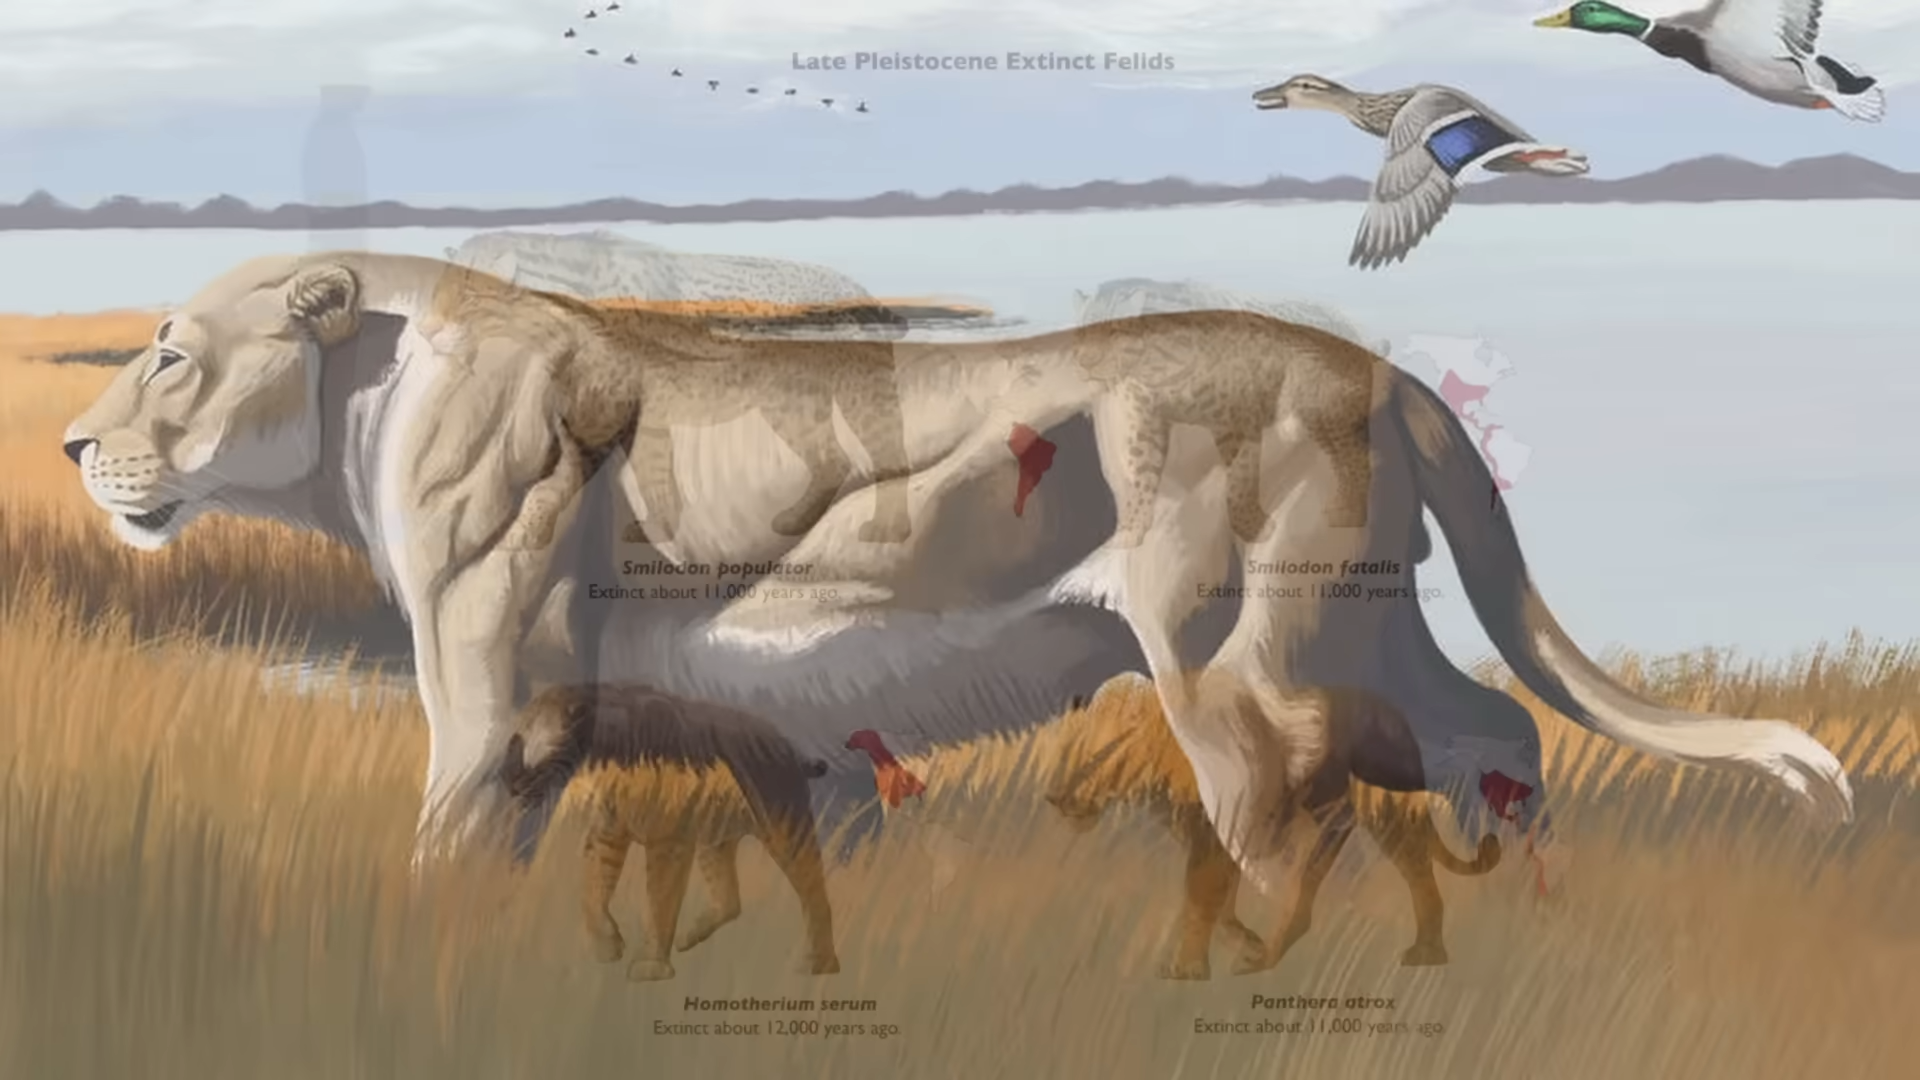 Late Pleistocene Extinct Felids
Smilodon populator
Extinct about 11,000 years ago.
Smilodon fatalis
Extinct about 11,000 years ago.
Homotherium serum
Extinct about 12,000 years ago.
Panthera atrox
Extinct about 11,000 years ago.